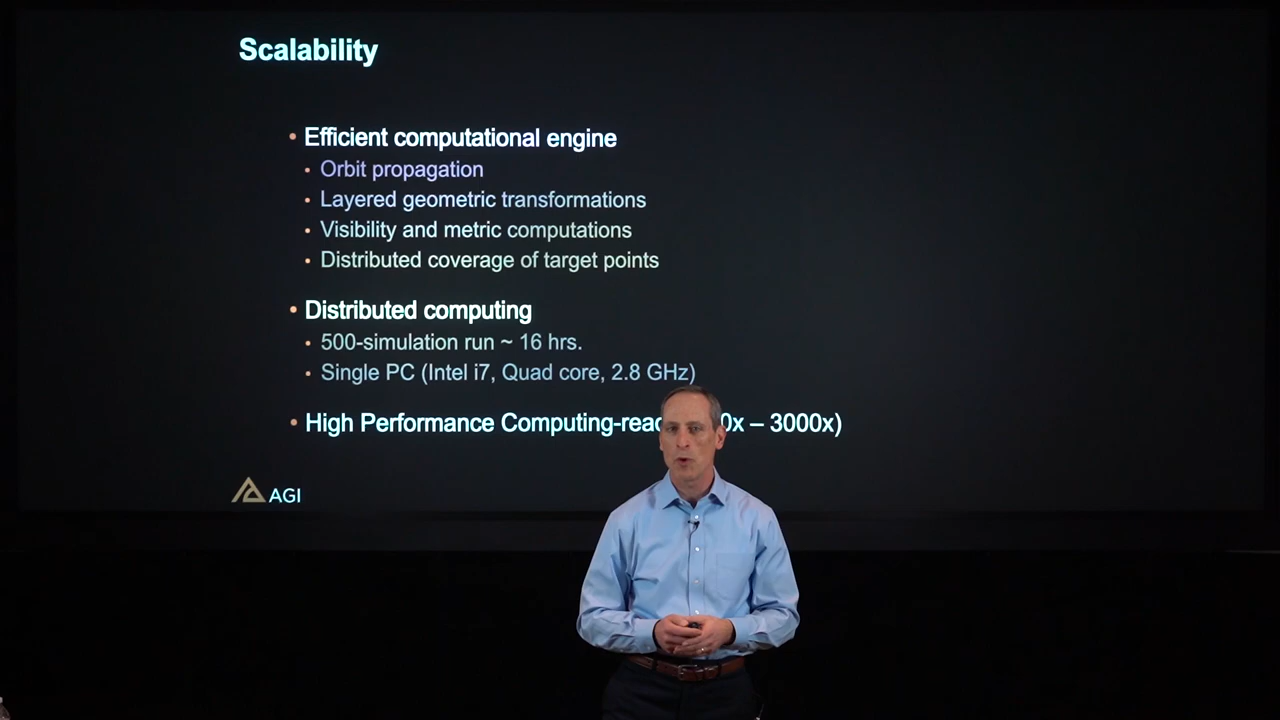 Scalability
• Efficient computational engine
• Orbit propagation
• Layered geometric transformations
• Visibility and metric computations
• Distributed coverage of target points
• Distributed computing
• 500-simulation run ~ 16 hrs.
• Single PC (Intel i7, Quad core, 2.8 GHz)
• High Performance Computing- – 3000x)
AGI